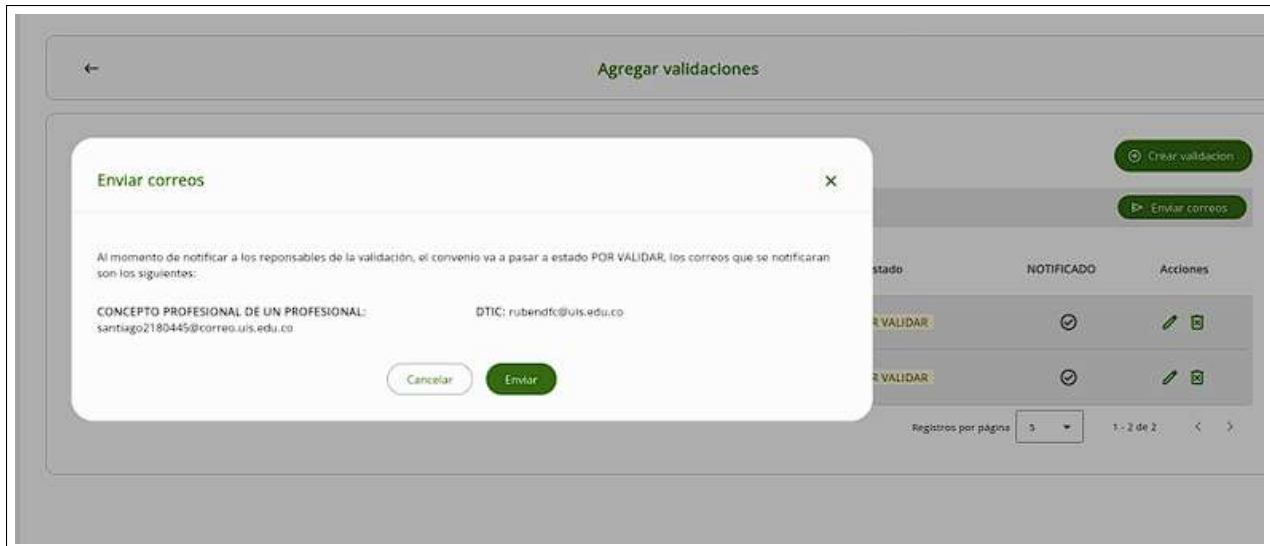 Agregar validaciones
Crear validacion
Enviar correos
Enviar correos
Al momento de notificar a los reponsables de la validación, el convenio va a pasar a estado POR VALIDAR, los correos que se notificaran
son los siguientes:
CONCEPTO PROFESIONAL DE UN PROFESIONAL: DTIC: rubendfc@uis.edu.co
santiago2180445@correo.uis.edu.co
Cancelar Enviar
stado NOTIFICADO Acciones
R VALIDAR
R VALIDAR
Registros por página 5 1 - 2 de 2